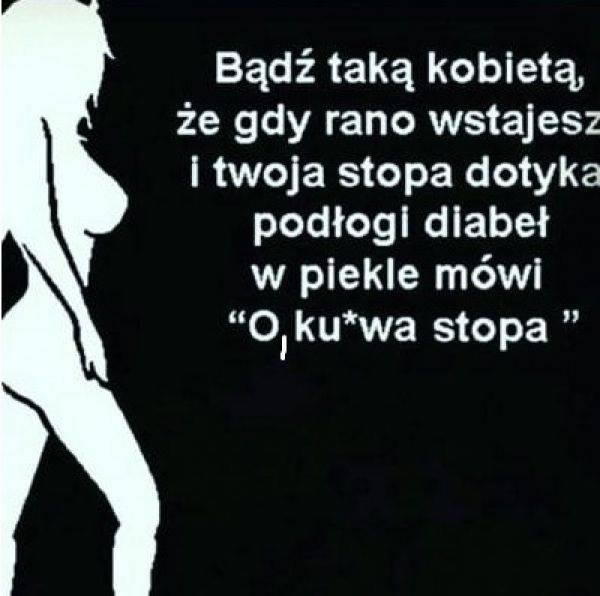 Bądź taką kobietą,
że gdy rano wstajesz
i twoja stopa dotyka
podłogi diabeł
w piekle mówi
“O, ku*wa stopa ”